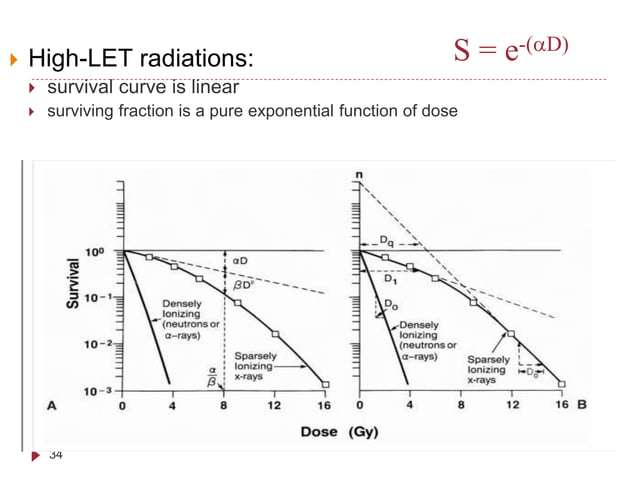 High-LET radiations:
S = e-(αD)
survival curve is linear
surviving fraction is a pure exponential function of dose
n
Dq
10⁰
αD
βD²
D₁
Survival
10⁻¹
Densely
Ionizing
(neutrons or
α-rays)
D₀
Densely
Ionizing
(neutrons or
α-rays)
10⁻²
Sparsely
Ionizing
x-rays
α
β
Sparsely
Ionizing
x-rays
D₀
10⁻³
A
0 4 8 12 16
0 4 8 12 16 B
Dose (Gy)
34